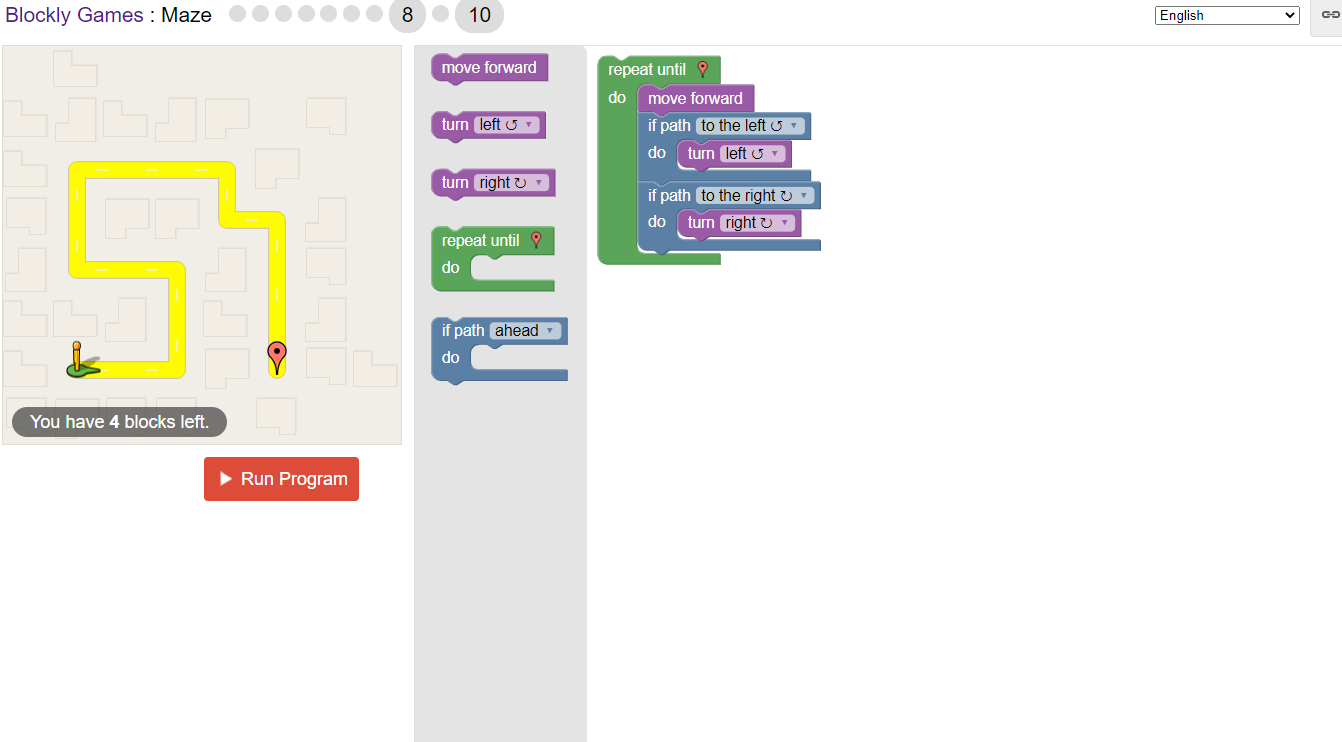 Blockly Games : Maze 8 10
English
You have 4 blocks left.
Run Program
move forward
turn left ↺ ▾
turn right ↻ ▾
repeat until
do
if path ahead ▾
do
repeat until
do move forward
if path to the left ↺ ▾
do turn left ↺ ▾
if path to the right ↻ ▾
do turn right ↻ ▾